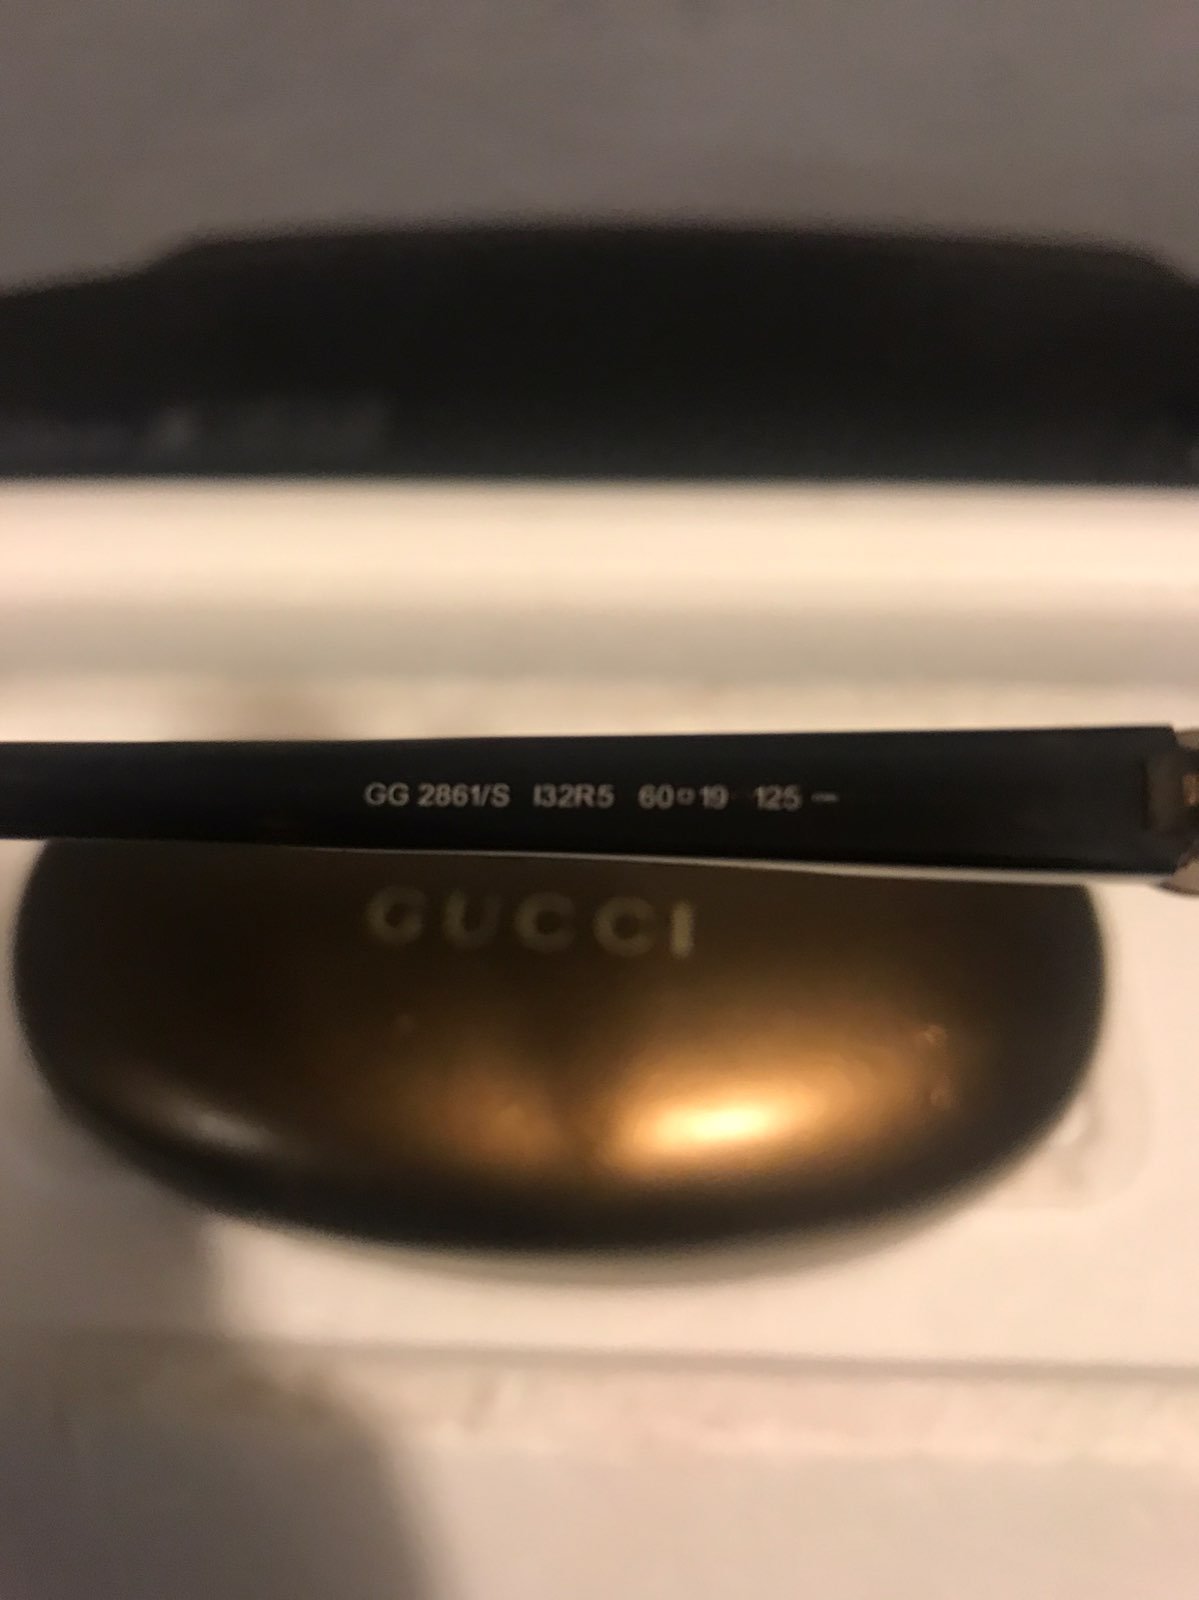 GG 2861/S I32R5 60□19 125 —
GUCCI